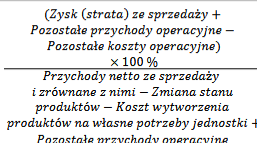 (Zysk (strata) ze sprzedaży +
Pozostałe przychody operacyjne −
Pozostałe koszty operacyjne)
× 100 %
Przychody netto ze sprzedaży
i zrównane z nimi − Zmiana stanu
produktów − Koszt wytworzenia
produktów na własne potrzeby jednostki +
Pozostałe przychody operacyjne